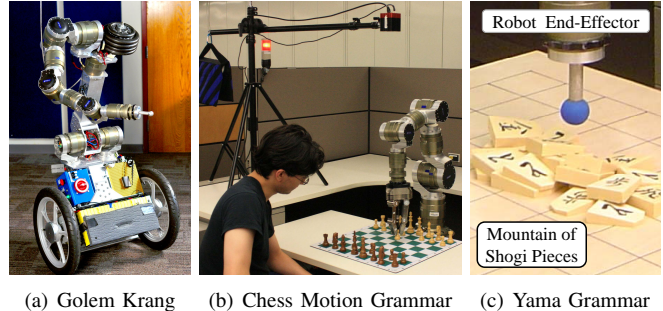 Robot End-Effector
Mountain of
Shogi Pieces
(a) Golem Krang
(b) Chess Motion Grammar
(c) Yama Grammar